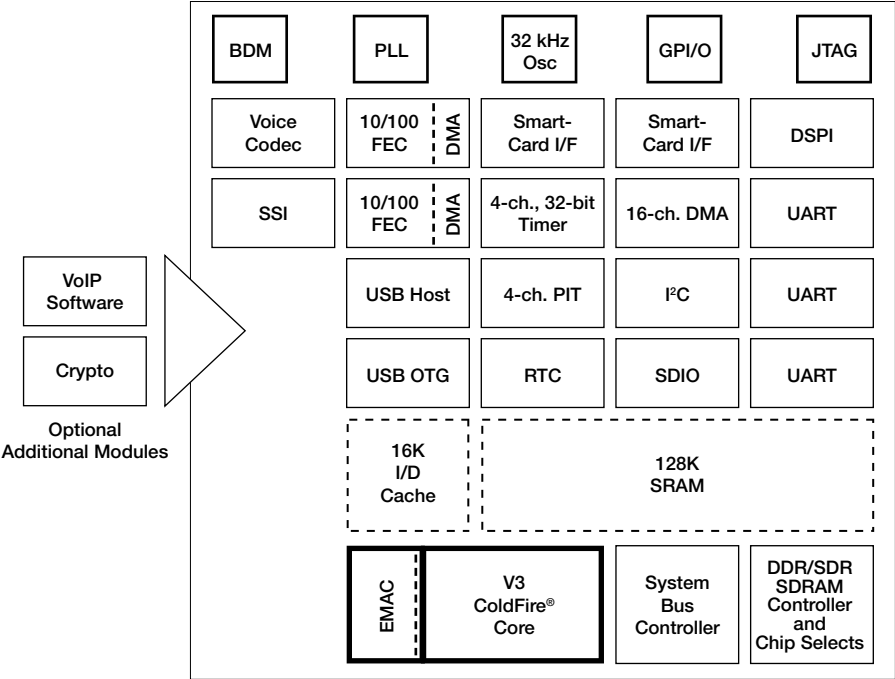 BDM
PLL
32 kHz
Osc
GPI/O
JTAG
Voice
Codec
10/100
FEC
DMA
Smart-
Card I/F
Smart-
Card I/F
DSPI
SSI
10/100
FEC
DMA
4-ch., 32-bit
Timer
16-ch. DMA
UART
VoIP
Software
USB Host
4-ch. PIT
I²C
UART
Crypto
USB OTG
RTC
SDIO
UART
Optional
Additional Modules
16K
I/D
Cache
128K
SRAM
EMAC
V3
ColdFire®
Core
System
Bus
Controller
DDR/SDR
SDRAM
Controller
and
Chip Selects